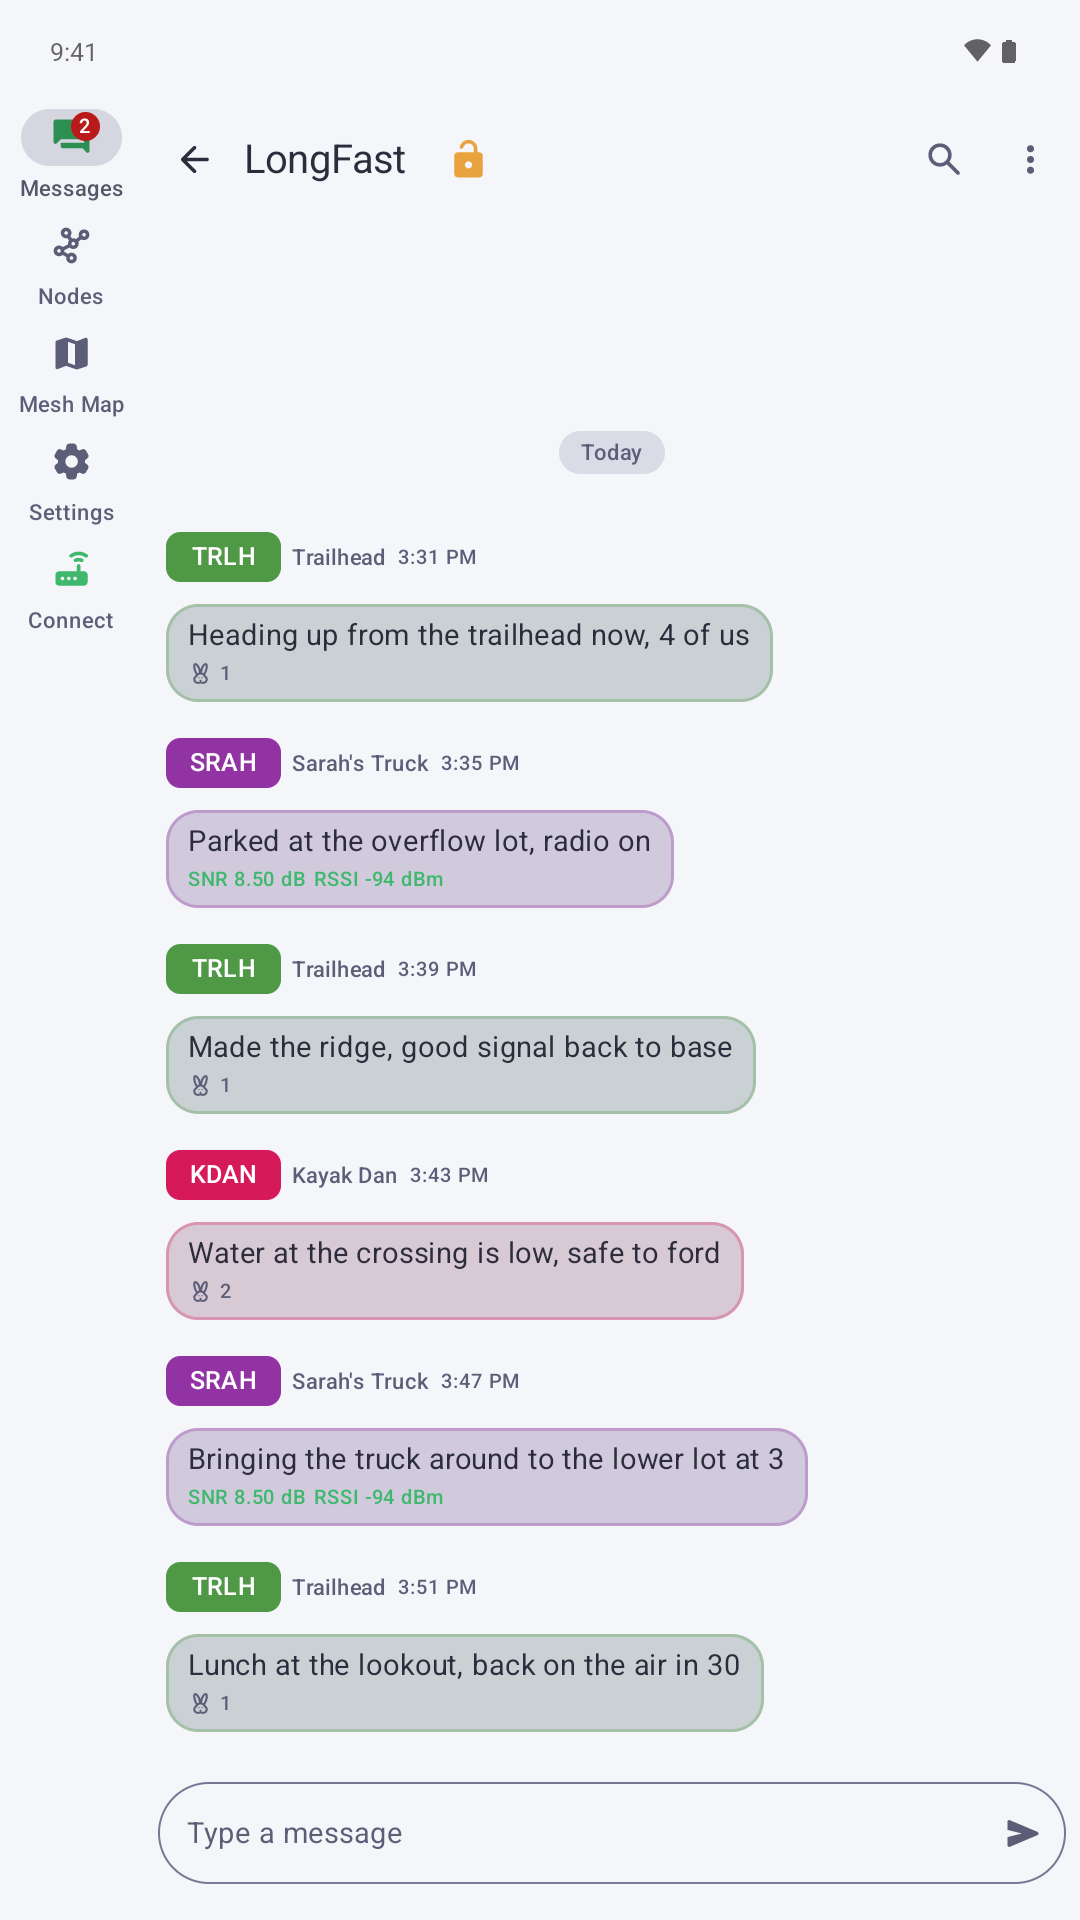 9:41
2
Messages
Nodes
Mesh Map
Settings
Connect
LongFast
Today
TRLH Trailhead 3:31 PM
Heading up from the trailhead now, 4 of us
1
SRAH Sarah's Truck 3:35 PM
Parked at the overflow lot, radio on
SNR 8.50 dB RSSI -94 dBm
TRLH Trailhead 3:39 PM
Made the ridge, good signal back to base
1
KDAN Kayak Dan 3:43 PM
Water at the crossing is low, safe to ford
2
SRAH Sarah's Truck 3:47 PM
Bringing the truck around to the lower lot at 3
SNR 8.50 dB RSSI -94 dBm
TRLH Trailhead 3:51 PM
Lunch at the lookout, back on the air in 30
1
Type a message